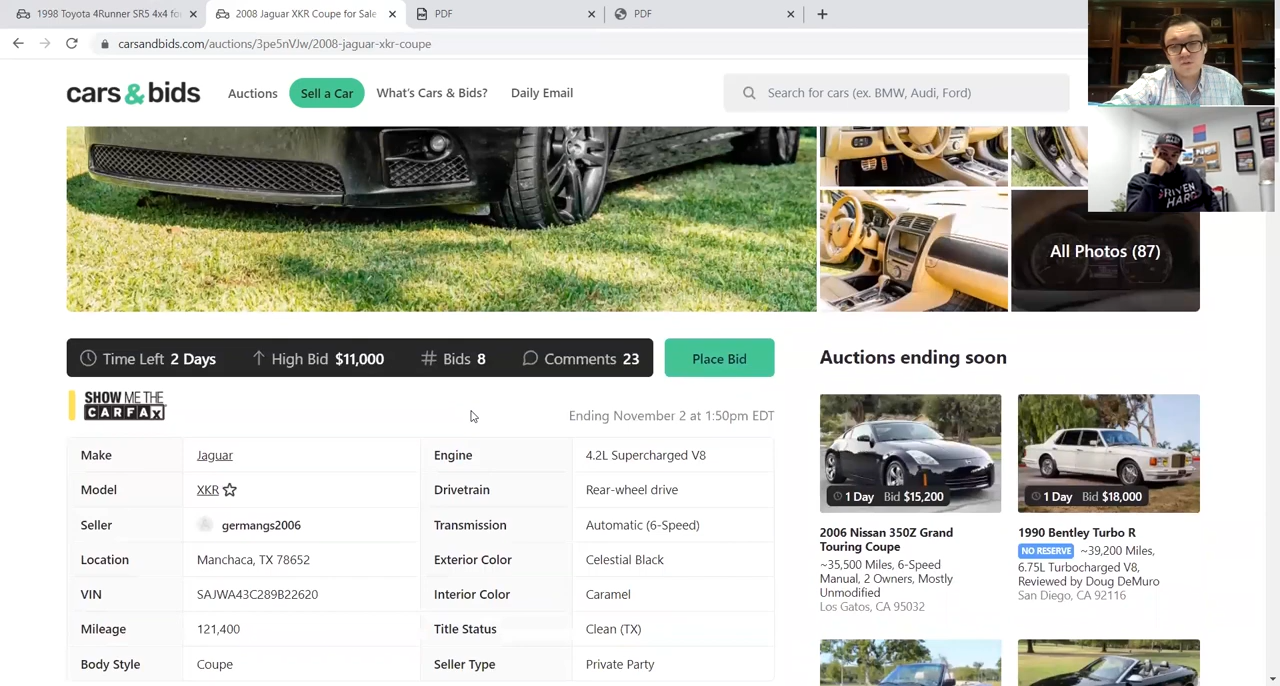 1998 Toyota 4Runner SR5 4x4 fo
2008 Jaguar XKR Coupe for Sale
PDF
PDF
carsandbids.com/auctions/3pe5nVJw/2008-jaguar-xkr-coupe
cars & bids
Auctions
Sell a Car
What's Cars & Bids?
Daily Email
Search for cars (ex. BMW, Audi, Ford)
DRIVEN
HARD
All Photos (87)
Time Left 2 Days
High Bid $11,000
# Bids 8
Comments 23
Place Bid
SHOW ME THE
CARFAX
Ending November 2 at 1:50pm EDT
Make Jaguar
Model XKR
Seller germangs2006
Location Manchaca, TX 78652
VIN SAJWA43C289B22620
Mileage 121,400
Body Style Coupe
Engine 4.2L Supercharged V8
Drivetrain Rear-wheel drive
Transmission Automatic (6-Speed)
Exterior Color Celestial Black
Interior Color Caramel
Title Status Clean (TX)
Seller Type Private Party
Auctions ending soon
1 Day Bid $15,200
2006 Nissan 350Z Grand
Touring Coupe
~35,500 Miles, 6-Speed
Manual, 2 Owners, Mostly
Unmodified
Los Gatos, CA 95032
1 Day Bid $18,000
1990 Bentley Turbo R
NO RESERVE ~39,200 Miles,
6.75L Turbocharged V8,
Reviewed by Doug DeMuro
San Diego, CA 92116